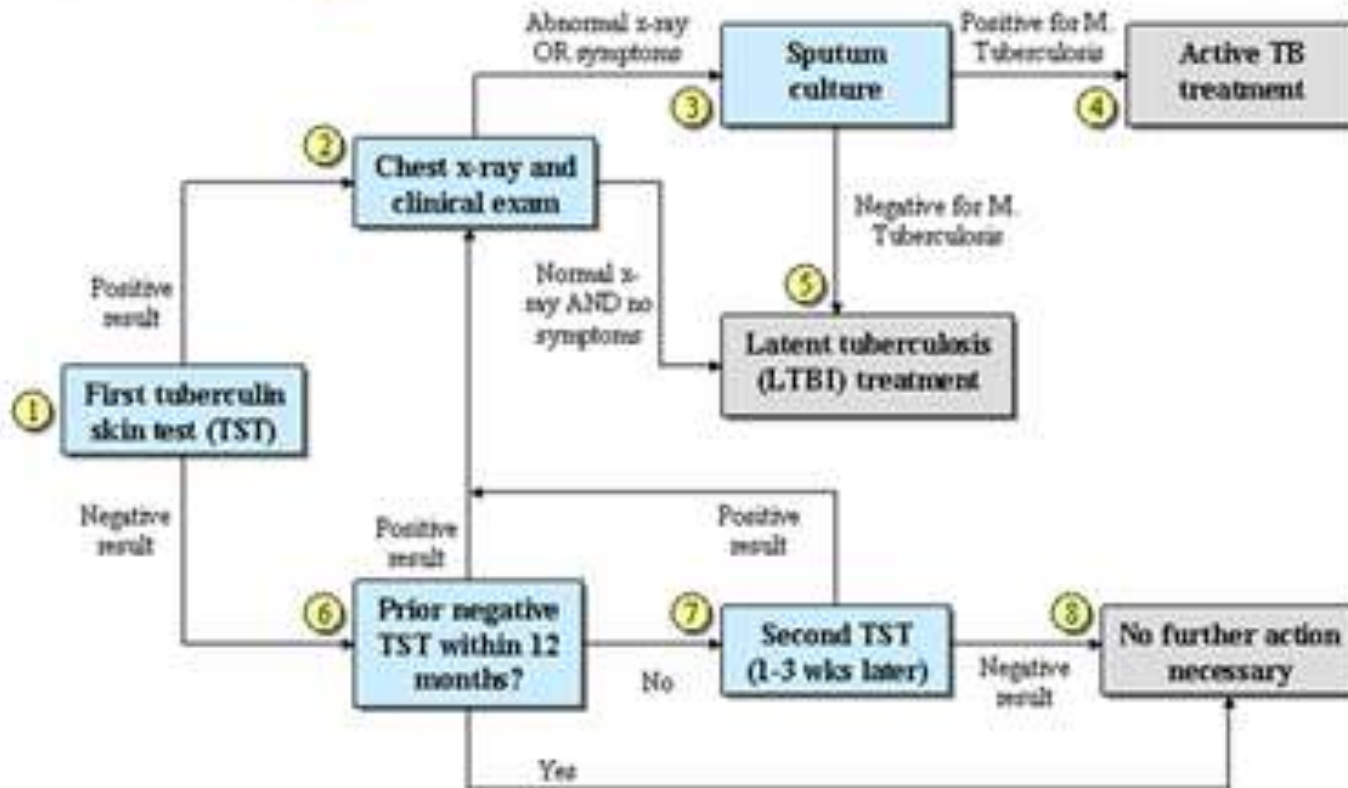 Abnormal x-ray
OR symptoms
Positive for M.
Tuberculosis
Sputum
culture
Active TB
treatment
3
4
2
Chest x-ray and
clinical exam
Negative for M.
Tuberculosis
Positive
result
Normal x-
ray AND no
symptoms
5
Latent tuberculosis
(LTBI) treatment
1
First tuberculin
skin test (TST)
Negative
result
Positive
result
Positive
result
6
Prior negative
TST within 12
months?
No
7
Second TST
(1-3 wks later)
Negative
result
8
No further action
necessary
Yes